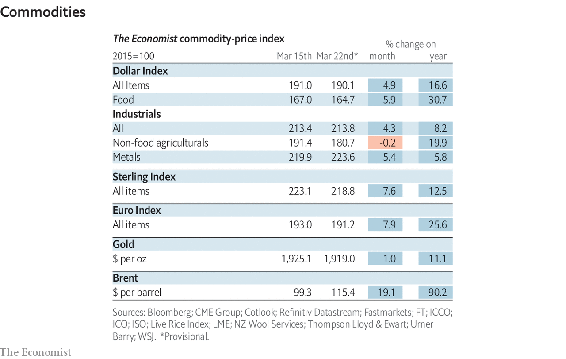 Commodities
The Economist commodity-price index
% change on
2015=100 Mar 15th Mar 22nd* month year
Dollar Index
All Items 191.0 190.1 4.9 16.6
Food 167.0 164.7 5.9 30.7
Industrials
All 213.4 213.8 4.3 8.2
Non-food agriculturals 191.4 180.7 -0.2 19.9
Metals 219.9 223.6 5.4 5.8
Sterling Index
All items 223.1 218.8 7.6 12.5
Euro Index
All items 193.0 191.2 7.9 25.6
Gold
$ per oz 1,925.1 1,919.0 1.0 11.1
Brent
$ per barrel 99.3 115.4 19.1 90.2
Sources: Bloomberg; CME Group; Cotlook; Refinitiv Datastream; Fastmarkets; FT; ICCO;
ICO; ISO; Live Rice Index; LME; NZ Wool Services; Thompson Lloyd & Ewart; Urner
Barry; WSJ. *Provisional.
The Economist